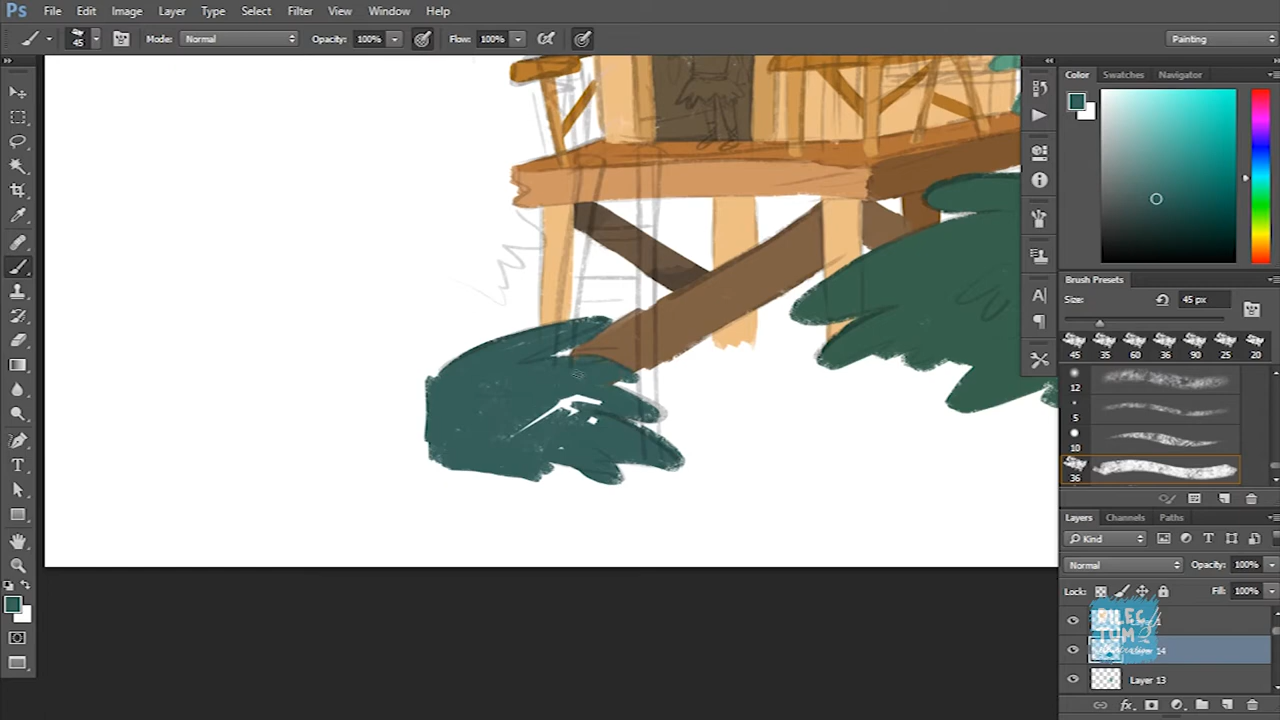 Ps File Edit Image Layer Type Select Filter View Window Help
45 Mode: Normal Opacity: 100% Flow: 100% Painting
Color Swatches Navigator
Brush Presets
Size: 45 px
45 35 60 36 90 25 20
12
5
10
36
Layers Channels Paths
Kind
Normal Opacity: 100%
Lock: Fill: 100%
Layer 14
Layer 13